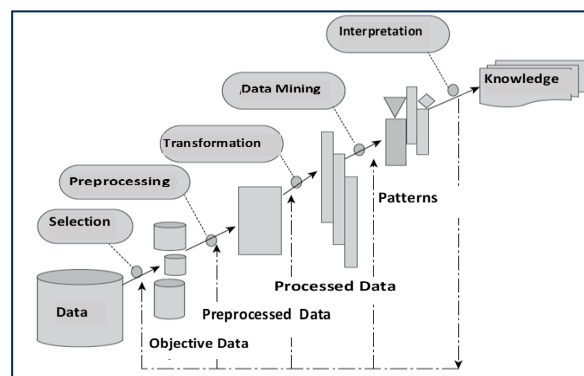 Interpretation
Knowledge
Data Mining
Transformation
Preprocessing
Patterns
Selection
Processed Data
Preprocessed Data
Data
Objective Data